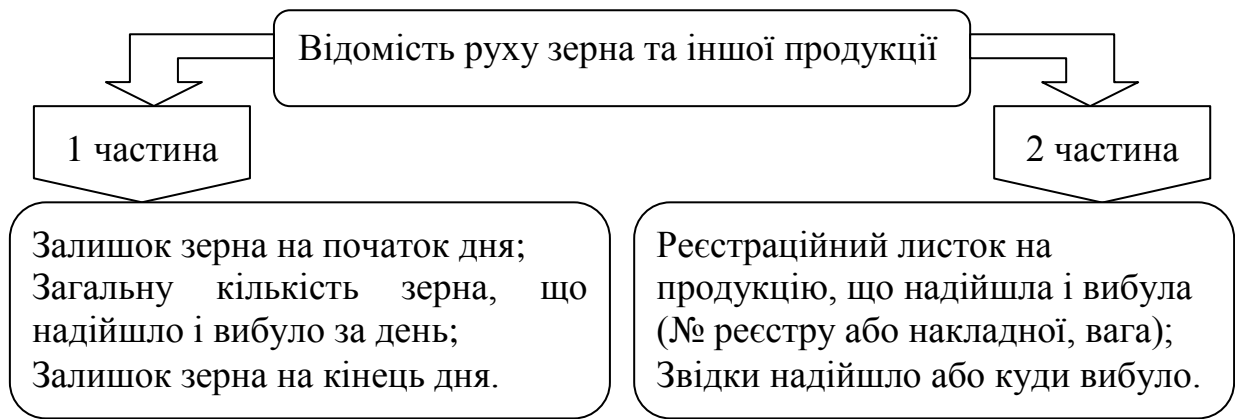 Відомість руху зерна та іншої продукції
1 частина
2 частина
Залишок зерна на початок дня;
Загальну кількість зерна, що
надійшло і вибуло за день;
Залишок зерна на кінець дня.
Реєстраційний листок на
продукцію, що надійшла і вибула
(№ реєстру або накладної, вага);
Звідки надійшло або куди вибуло.